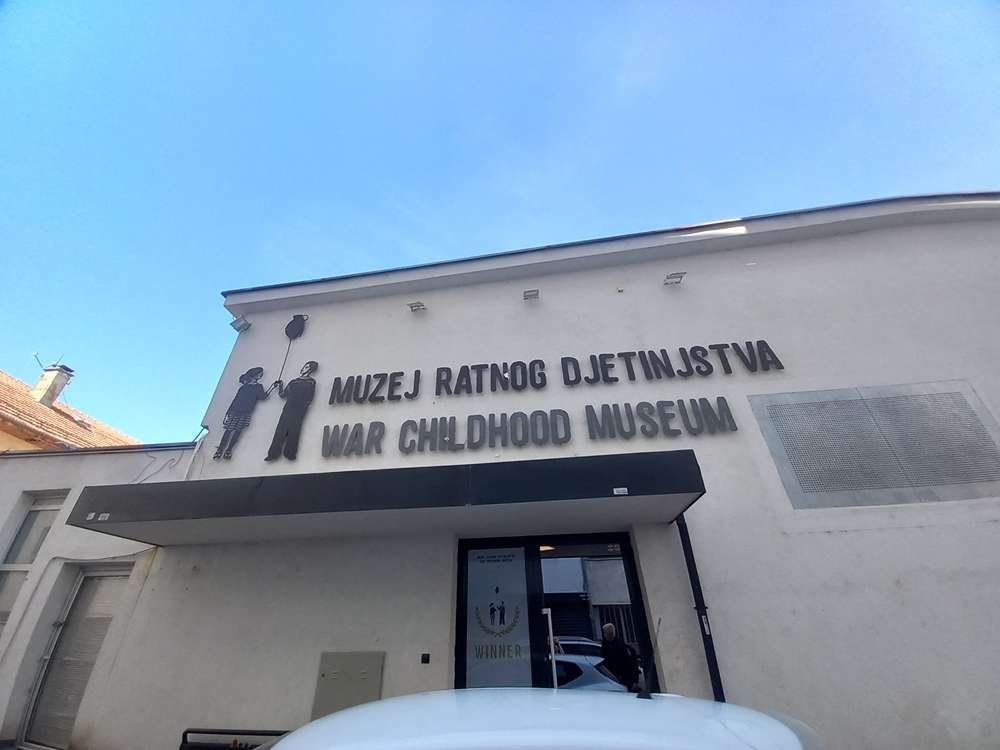 MUZEJ RATNOG DJETINJSTVA
WAR CHILDHOOD MUSEUM
WINNER